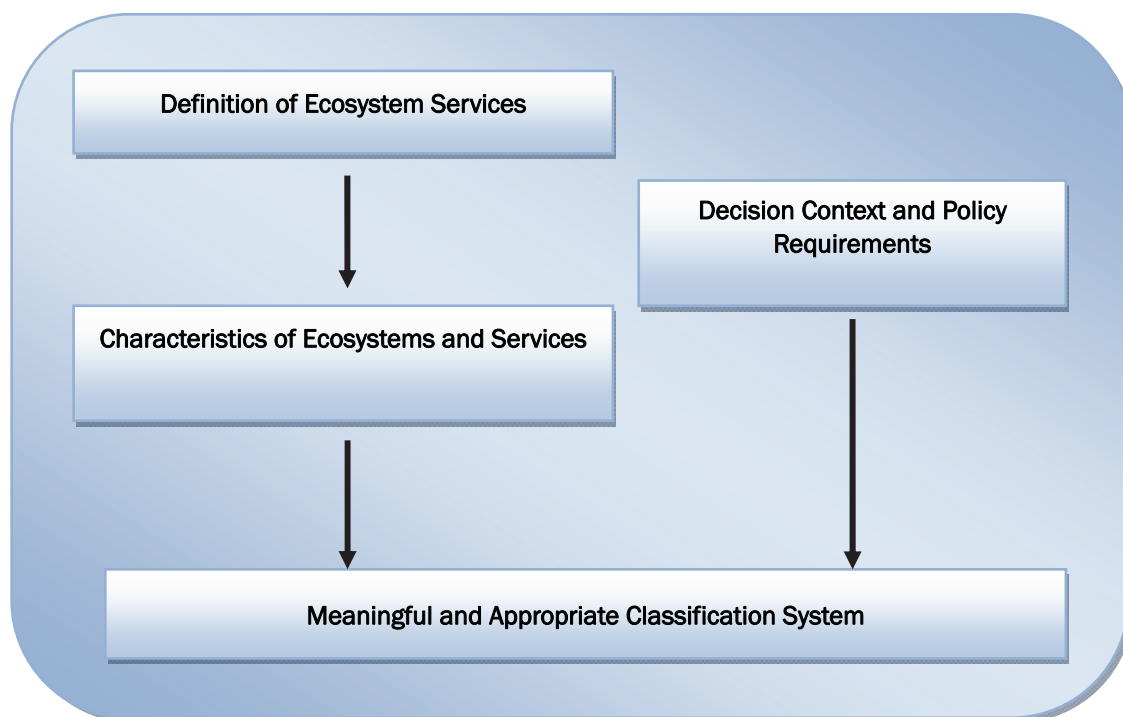 Definition of Ecosystem Services
Decision Context and Policy
Requirements
Characteristics of Ecosystems and Services
Meaningful and Appropriate Classification System